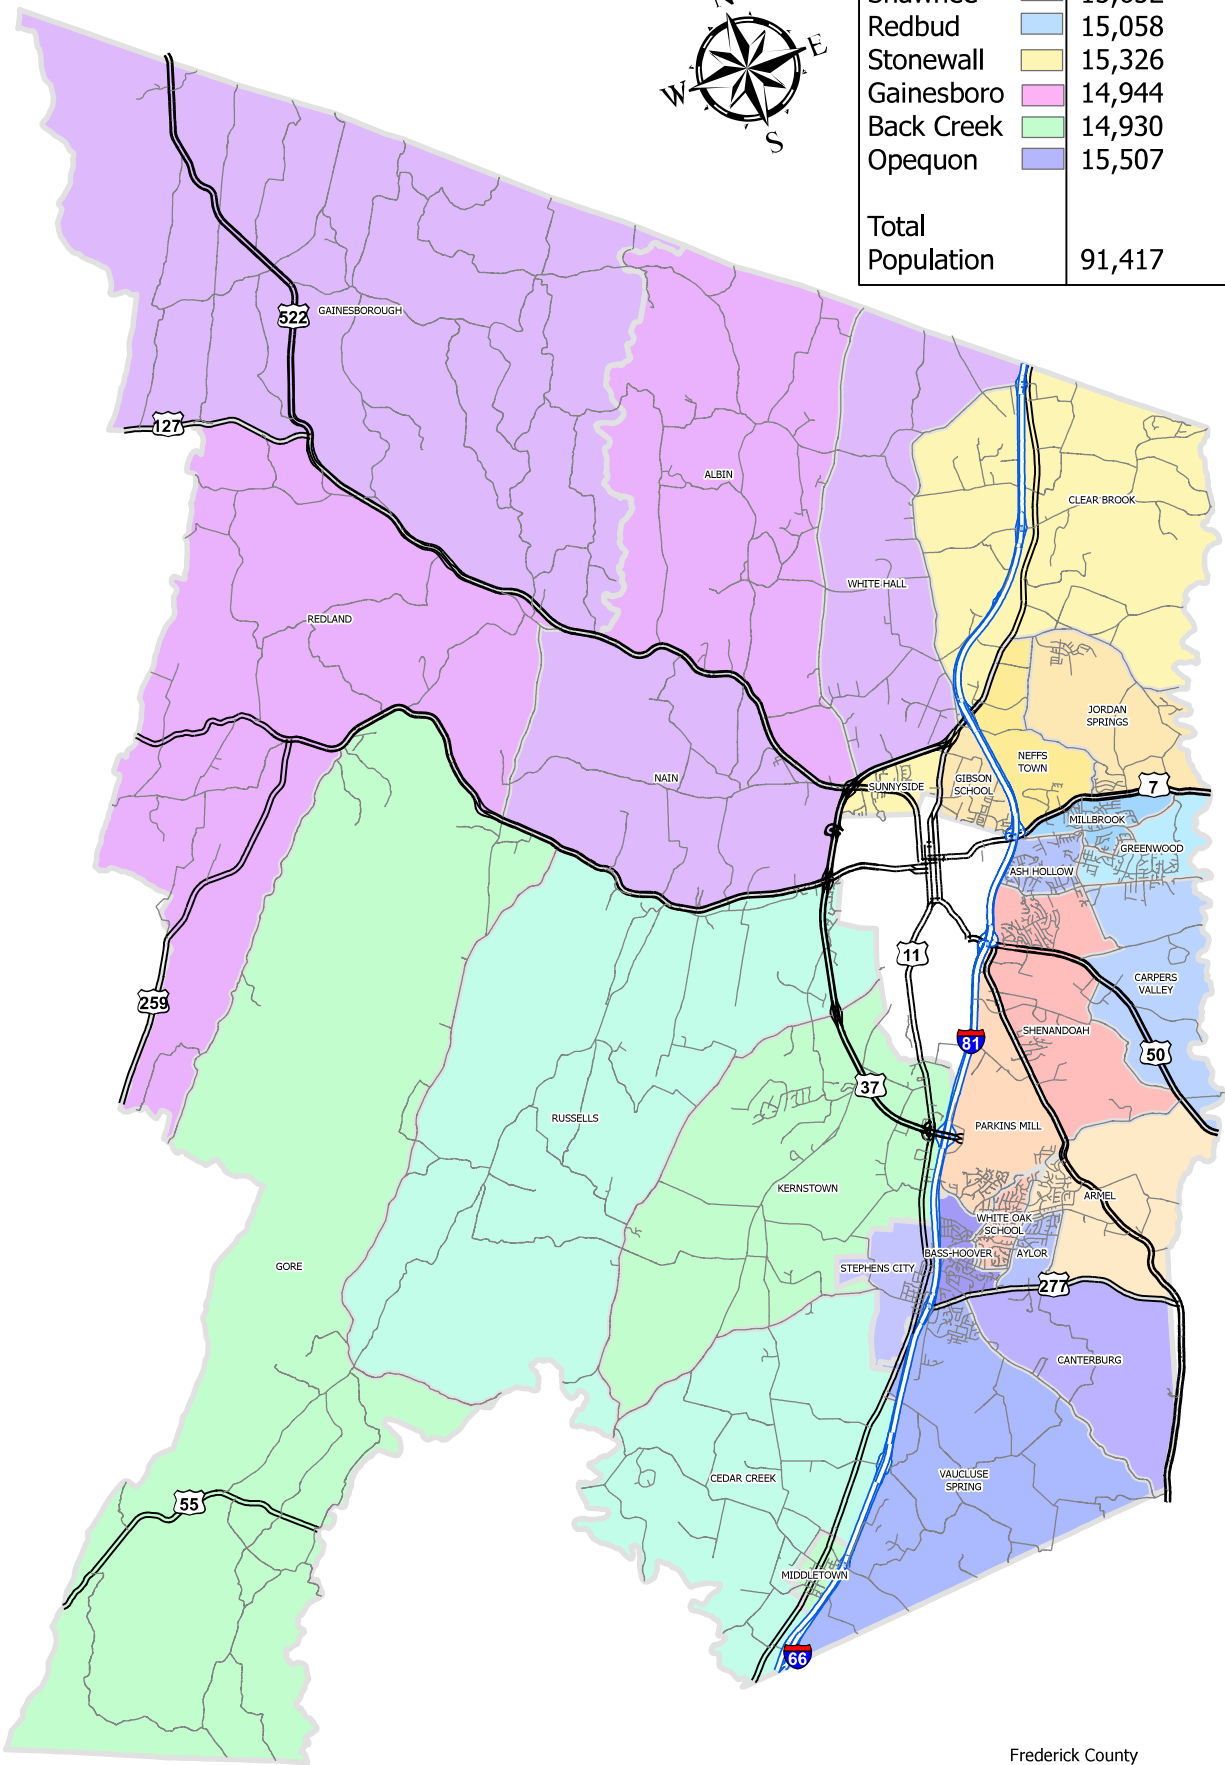 N
E
W
S
Redbud 15,058
Stonewall 15,326
Gainesboro 14,944
Back Creek 14,930
Opequon 15,507
Total
Population 91,417
522
GAINESBOROUGH
127
ALBIN
CLEAR BROOK
WHITE HALL
REDLAND
JORDAN
SPRINGS
NEFFS
TOWN
NAIN
SUNNYSIDE
GIBSON
SCHOOL
7
MILLBROOK
GREENWOOD
ASH HOLLOW
11
CARPERS
VALLEY
259
SHENANDOAH
81
50
37
RUSSELLS
PARKINS MILL
KERNSTOWN
ARMEL
WHITE OAK
SCHOOL
BASS-HOOVER
AYLOR
GORE
STEPHENS CITY
277
CANTERBURG
CEDAR CREEK
VAUCLUSE
SPRING
55
MIDDLETOWN
66
Frederick County